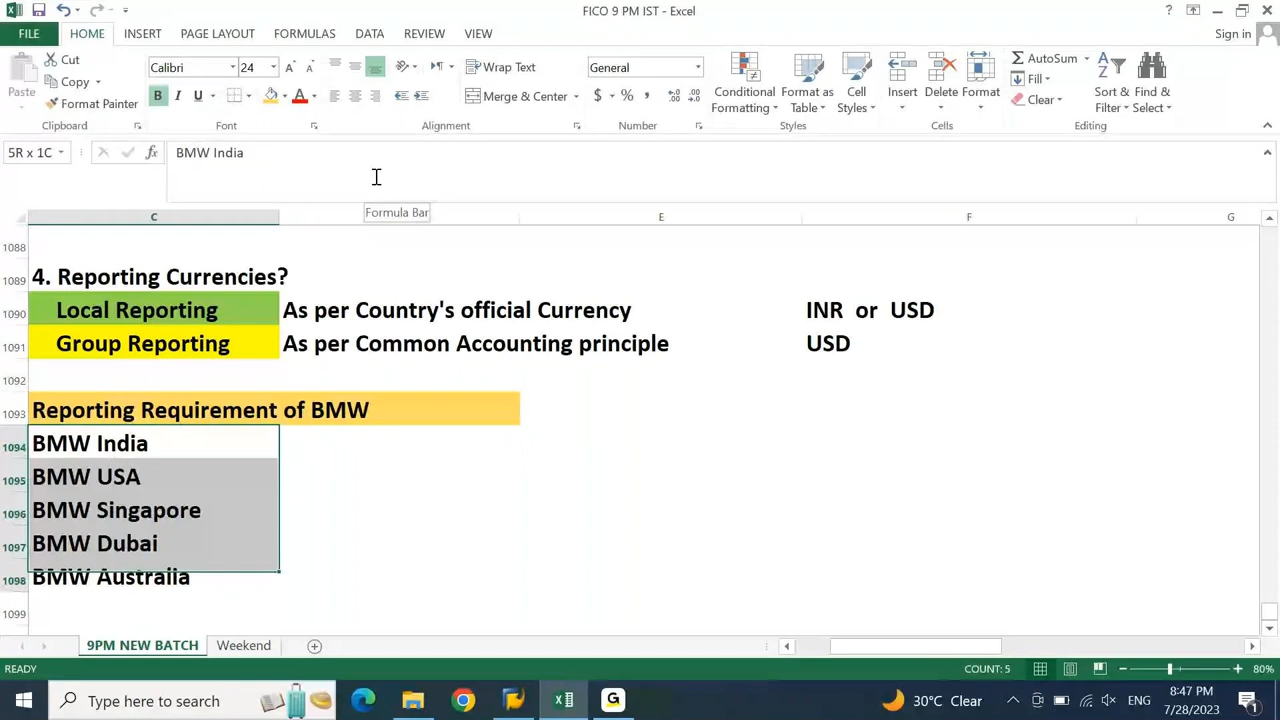 FICO 9 PM IST - Excel
? Sign in
FILE HOME INSERT PAGE LAYOUT FORMULAS DATA REVIEW VIEW
Paste Cut Copy Format Painter
Clipboard
Calibri 24
B I U
Font
Wrap Text
Merge & Center
Alignment
General
$ % ,
Number
Conditional Formatting
Format as Table
Cell Styles
Styles
Insert Delete Format
Cells
AutoSum
Fill
Clear
Sort & Filter
Find & Select
Editing
5R x 1C fx BMW India
Formula Bar
C E F G
1088
1089 4. Reporting Currencies?
1090 Local Reporting As per Country's official Currency INR or USD
1091 Group Reporting As per Common Accounting principle USD
1092
1093 Reporting Requirement of BMW
1094 BMW India
1095 BMW USA
1096 BMW Singapore
1097 BMW Dubai
1098 BMW Australia
1099
9PM NEW BATCH Weekend
READY COUNT: 5 80%
Type here to search 30°C Clear ENG 8:47 PM
7/28/2023